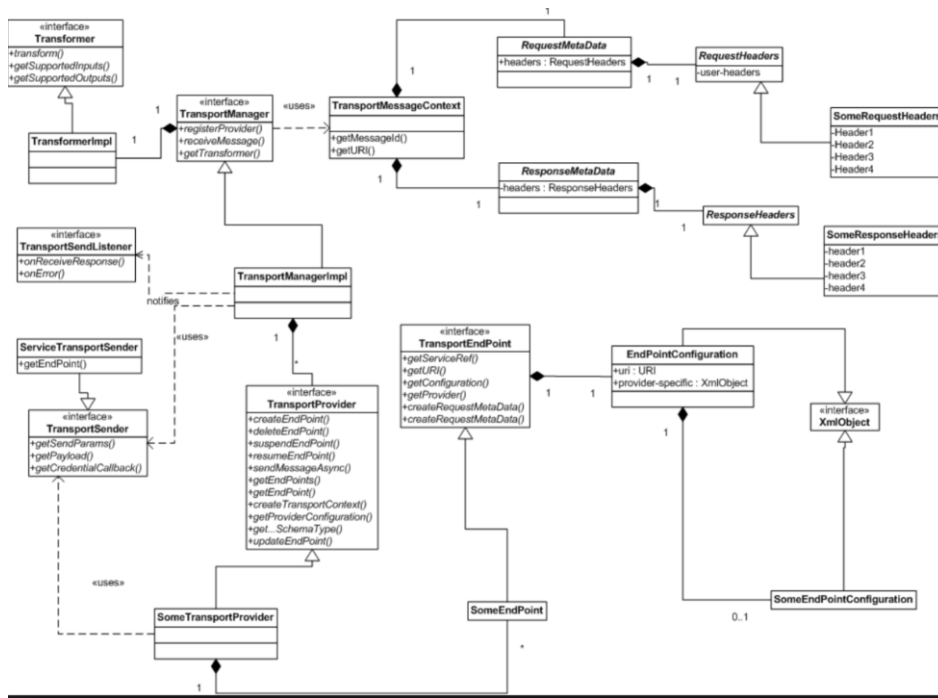 «interface»
Transformer
+transform()
+getSupportedInputs()
+getSupportedOutputs()
TransformerImpl
1
1
«interface»
TransportManager
+registerProvider()
+receiveMessage()
+getTransformer()
«uses»
TransportMessageContext
+getMessageId()
+getURI()
1
1
RequestMetaData
+headers : RequestHeaders
1
1
RequestHeaders
-user-headers
SomeRequestHeaders
-Header1
-Header2
-Header3
-Header4
1
1
ResponseMetaData
-headers : ResponseHeaders
1
1
ResponseHeaders
SomeResponseHeader
-header1
-header2
-header3
-header4
«interface»
TransportSendListener
+onReceiveResponse()
+onError()
notifies
TransportManagerImpl
«uses»
1
*
ServiceTransportSender
+getEndPoint()
«interface»
TransportSender
+getSendParams()
+getPayload()
+getCredentialCallback()
«interface»
TransportProvider
+createEndPoint()
+deleteEndPoint()
+suspendEndPoint()
+resumeEndPoint()
+sendMessageAsync()
+getEndPoints()
+getEndPoint()
+createTransportContext()
+getProviderConfiguration()
+get...SchemaType()
+updateEndPoint()
«interface»
TransportEndPoint
+getServiceRef()
+getURI()
+getConfiguration()
+getProvider()
+createRequestMetaData()
+createRequestMetaData()
1
1
EndPointConfiguration
+uri : URI
+provider-specific : XmlObject
1
«interface»
XmlObject
«uses»
SomeTransportProvider
1
SomeEndPoint
*
SomeEndPointConfiguration
0..1